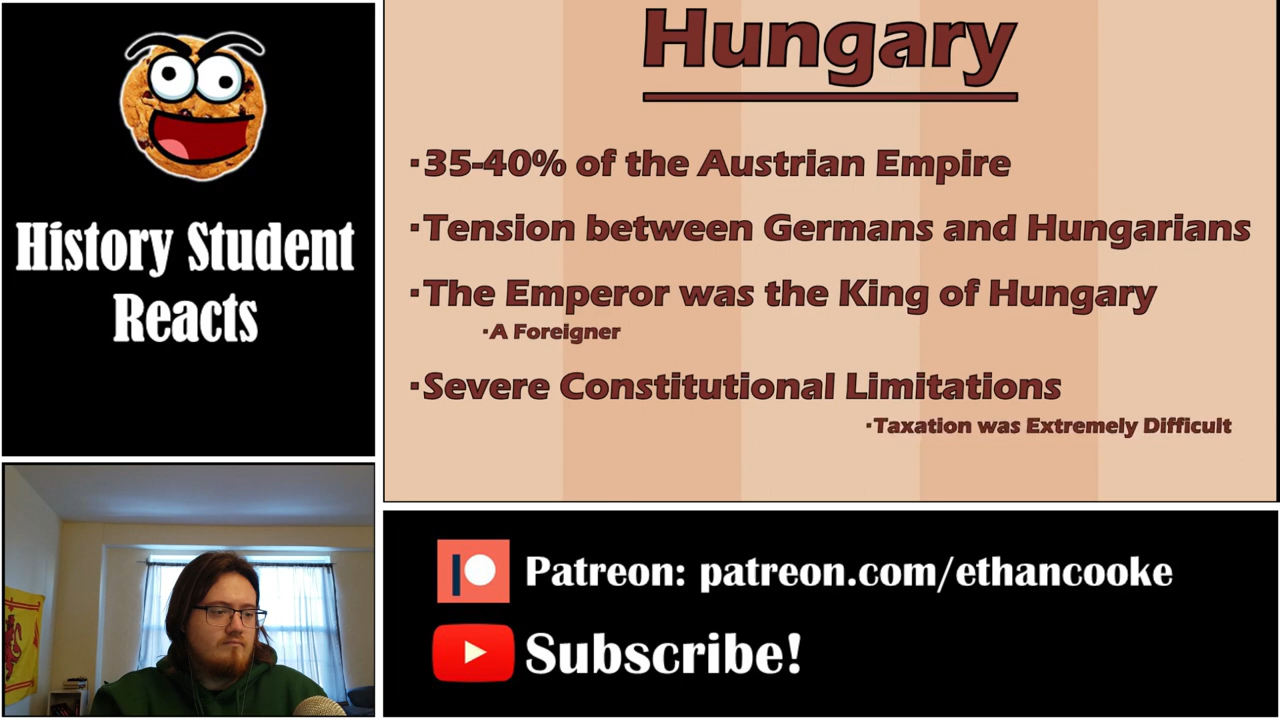 History Student
Reacts
Hungary
·35-40% of the Austrian Empire
·Tension between Germans and Hungarians
·The Emperor was the King of Hungary
·A Foreigner
·Severe Constitutional Limitations
·Taxation was Extremely Difficult
Patreon: patreon.com/ethancooke
Subscribe!